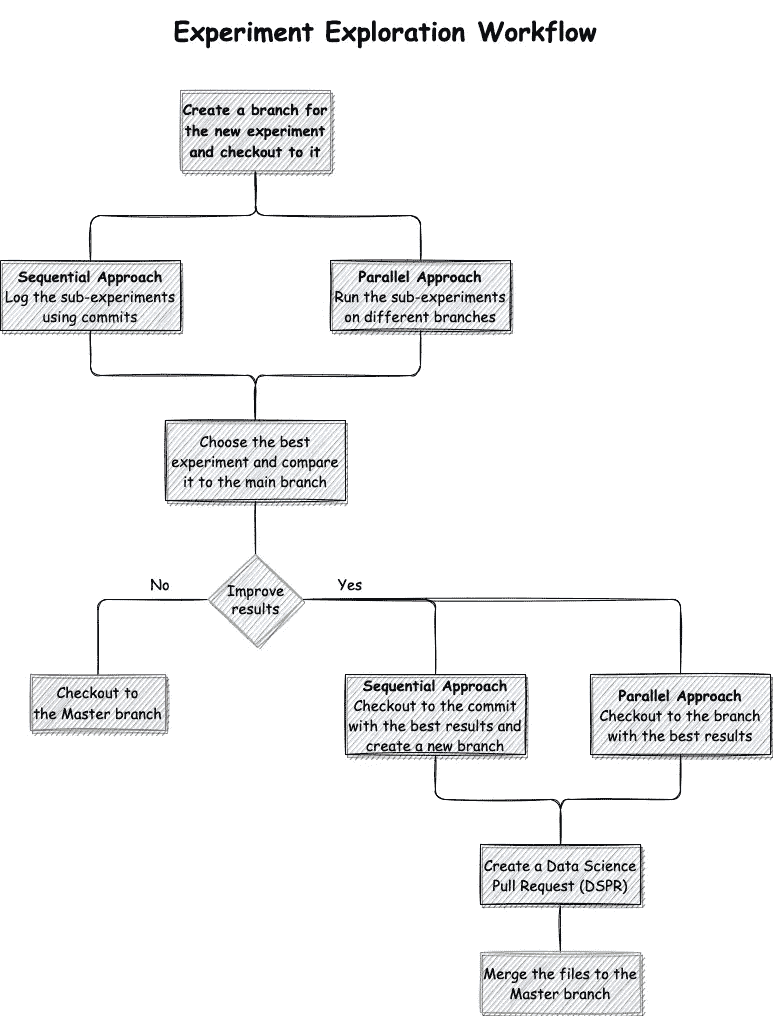 Experiment Exploration Workflow
Create a branch for
the new experiment
and checkout to it
Sequential Approach
Log the sub-experiments
using commits
Parallel Approach
Run the sub-experiments
on different branches
Choose the best
experiment and compare
it to the main branch
Improve
results
No
Yes
Checkout to
the Master branch
Sequential Approach
Checkout to the commit
with the best results and
create a new branch
Parallel Approach
Checkout to the branch
with the best results
Create a Data Science
Pull Request (DSPR)
Merge the files to the
Master branch